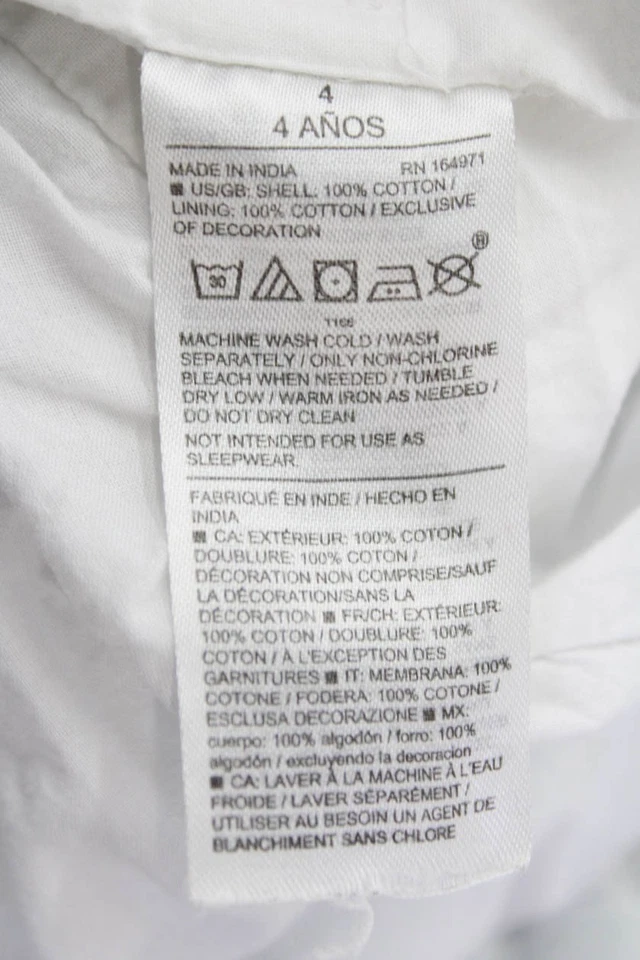 4
4 AÑOS
MADE IN INDIA RN 164971
US/GB: SHELL: 100% COTTON /
LINING: 100% COTTON / EXCLUSIVE
OF DECORATION
®
30
1166
MACHINE WASH COLD / WASH
SEPARATELY / ONLY NON-CHLORINE
BLEACH WHEN NEEDED / TUMBLE
DRY LOW / WARM IRON AS NEEDED /
DO NOT DRY CLEAN
NOT INTENDED FOR USE AS
SLEEPWEAR.
FABRIQUÉ EN INDE / HECHO EN
INDIA
CA: EXTÉRIEUR: 100% COTON /
DOUBLURE: 100% COTON /
DÉCORATION NON COMPRISE/SAUF
LA DÉCORATION/SANS LA
DÉCORATION FR/CH: EXTÉRIEUR:
100% COTON / DOUBLURE: 100%
COTON / À L'EXCEPTION DES
GARNITURES IT: MEMBRANA: 100%
COTONE / FODERA: 100% COTONE /
ESCLUSA DECORAZIONE MX:
cuerpo: 100% algodón / forro: 100%
algodón / excluyendo la decoracion
CA: LAVER À LA MACHINE À L'EAU
FROIDE / LAVER SÉPARÉMENT /
UTILISER AU BESOIN UN AGENT DE
BLANCHIMENT SANS CHLORE